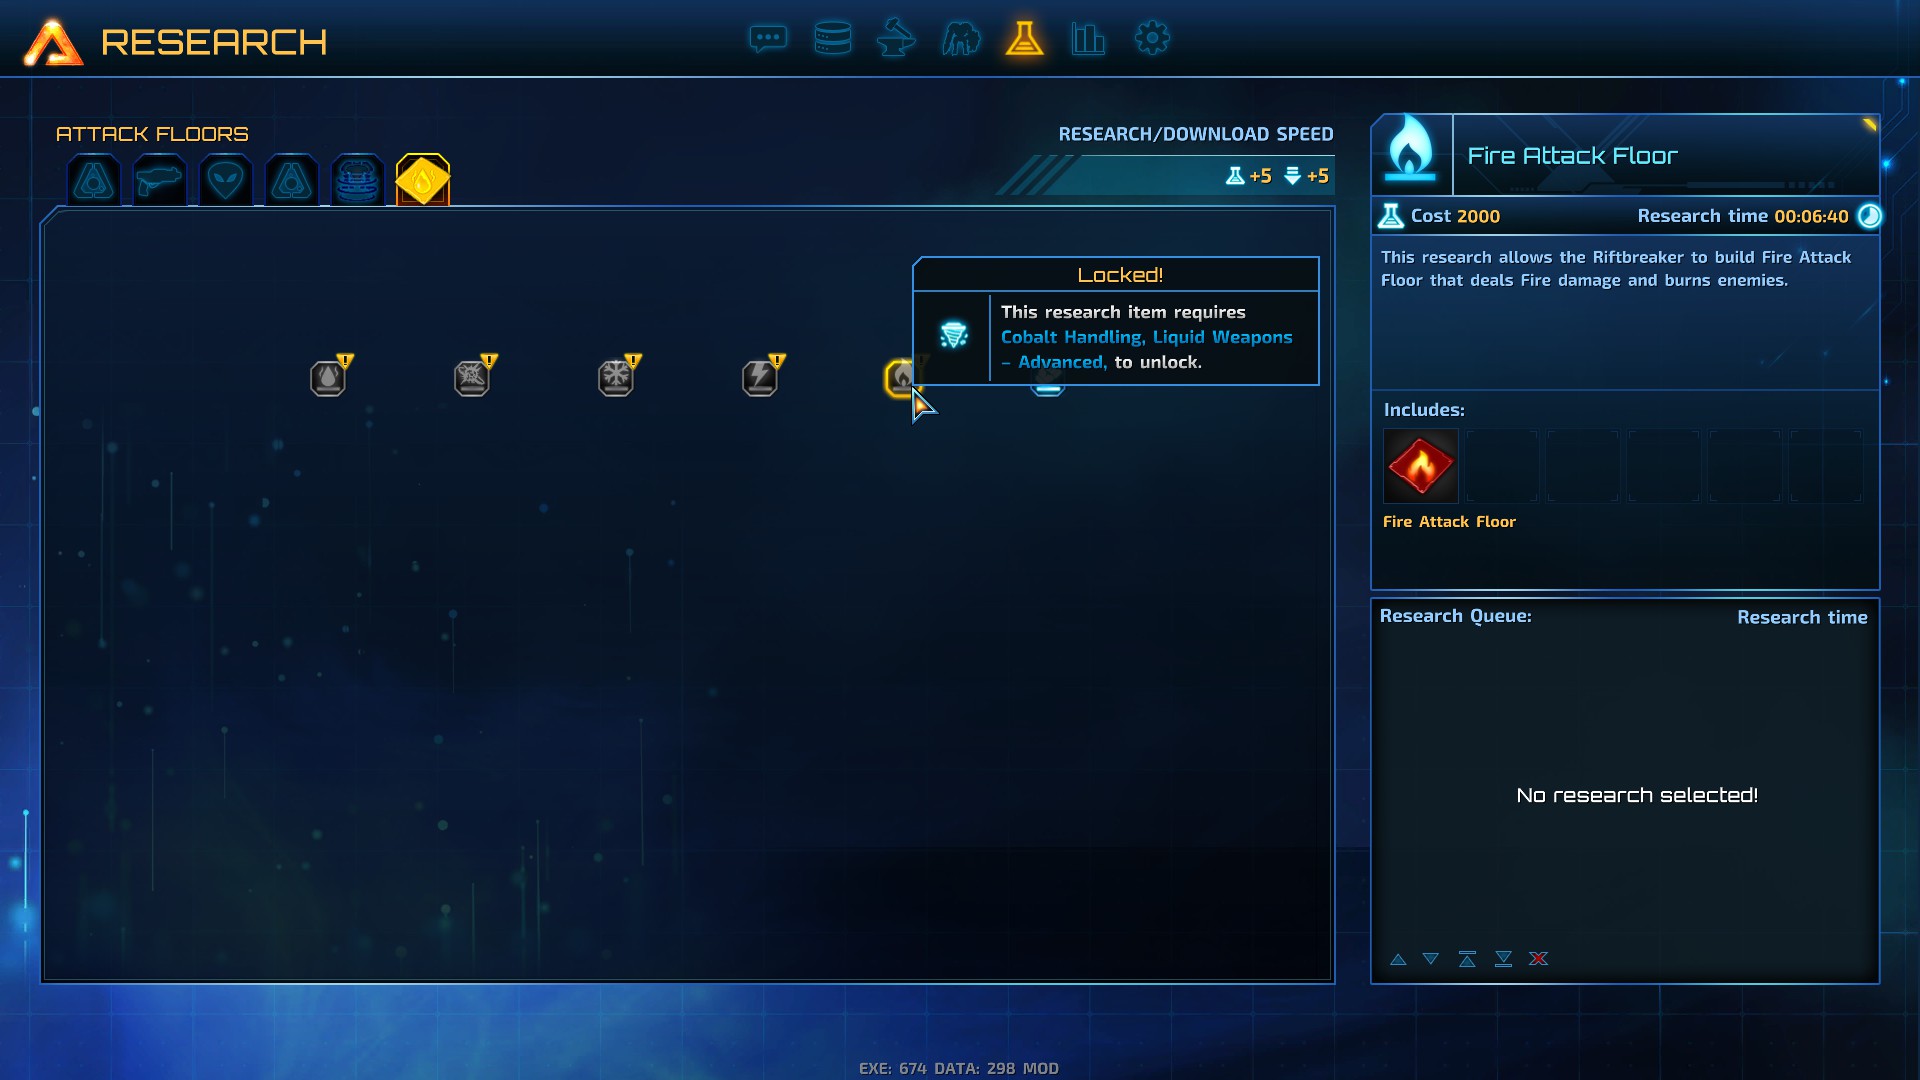 RESEARCH
ATTACK FLOORS
RESEARCH/DOWNLOAD SPEED
+5 +5
Locked!
This research item requires
Cobalt Handling, Liquid Weapons
– Advanced, to unlock.
Fire Attack Floor
Cost 2000
Research time 00:06:40
This research allows the Riftbreaker to build Fire Attack
Floor that deals Fire damage and burns enemies.
Includes:
Fire Attack Floor
Research Queue:
Research time
No research selected!
EXE: 674 DATA: 298 MOD